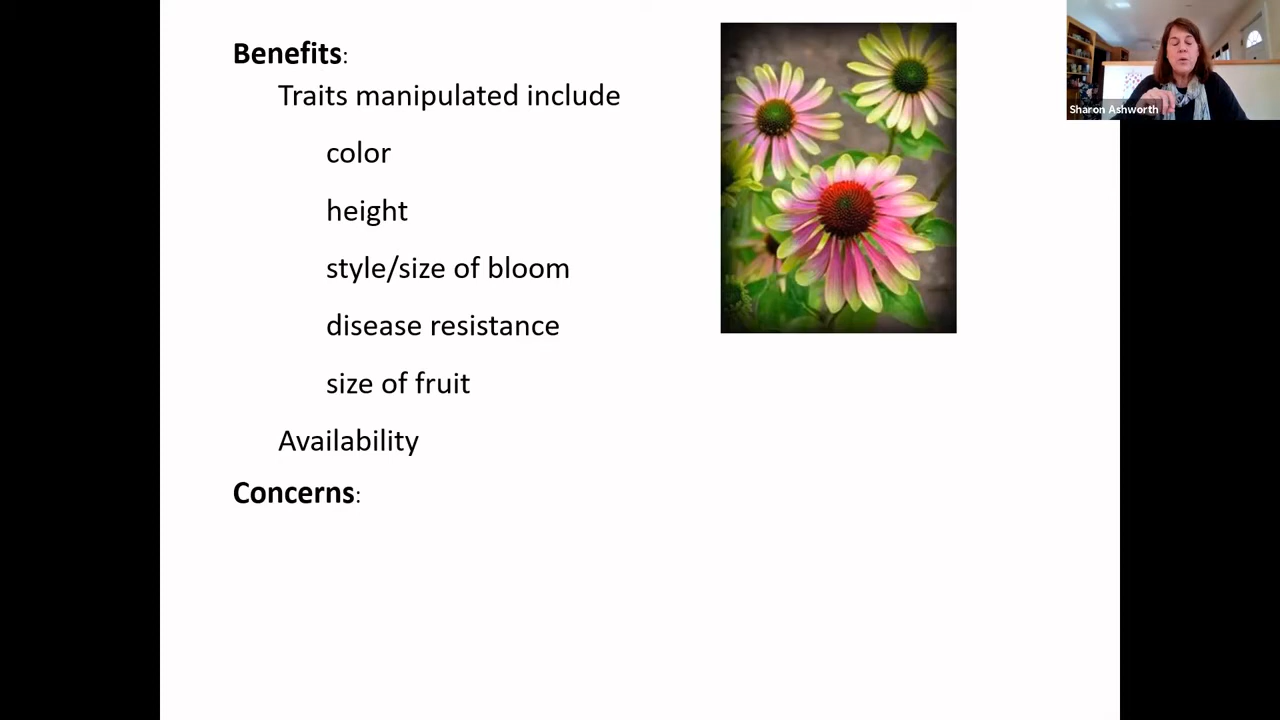 Benefits:
Traits manipulated include
color
height
style/size of bloom
disease resistance
size of fruit
Availability
Concerns:
Sharon Ashworth